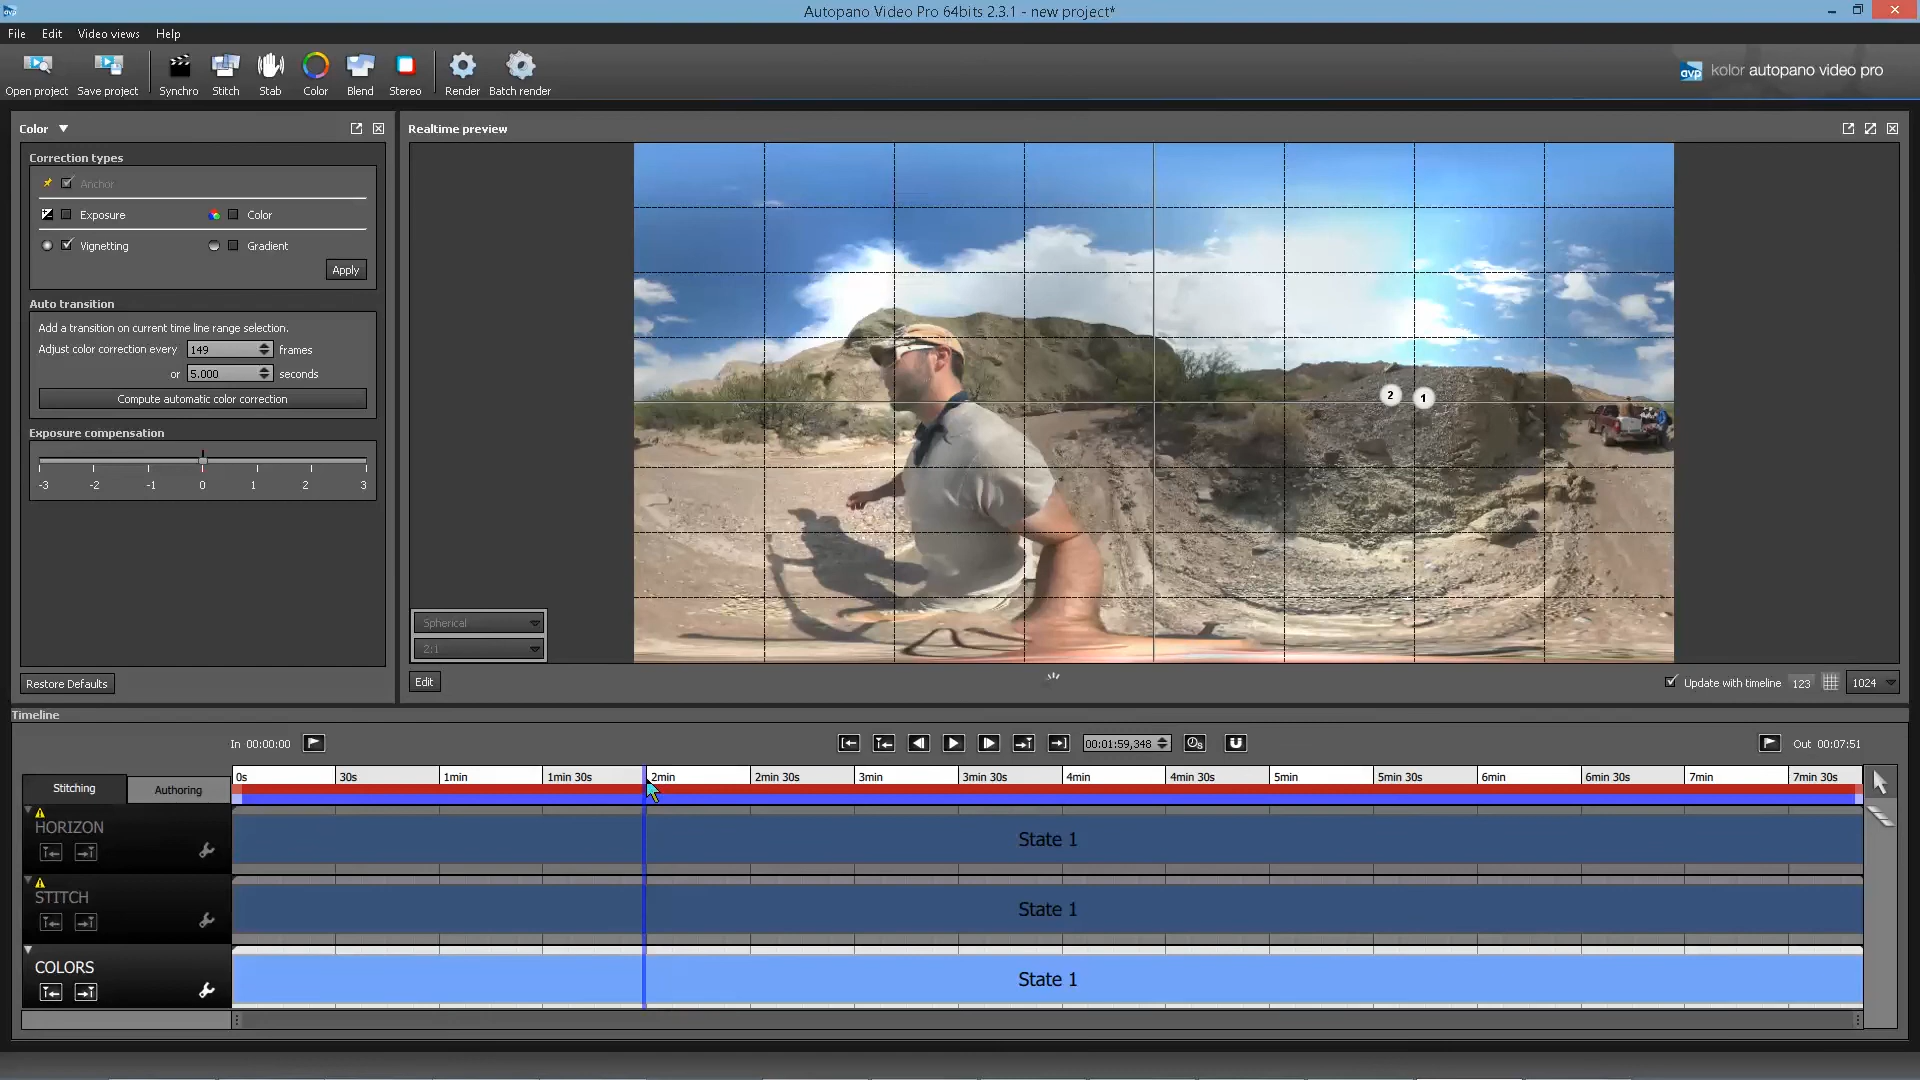 avp
Autopano Video Pro 64bits 2.3.1 - new project*
File Edit Video views Help
Open project Save project Synchro Stitch Stab Color Blend Stereo Render Batch render
avp kolor autopano video pro
Color
Correction types
Anchor
Exposure Color
Vignetting Gradient
Apply
Auto transition
Add a transition on current time line range selection.
Adjust color correction every 149 frames
or 5.000 seconds
Compute automatic color correction
Exposure compensation
-3 -2 -1 0 1 2 3
Restore Defaults
Realtime preview
2 1
Spherical
2:1
Edit
Update with timeline 123 1024
Timeline
In 00:00:00 00:01:59,348 Out 00:07:51
Stitching Authoring
0s 30s 1min 1min 30s 2min 2min 30s 3min 3min 30s 4min 4min 30s 5min 5min 30s 6min 6min 30s 7min 7min 30s
HORIZON State 1
STITCH State 1
COLORS State 1